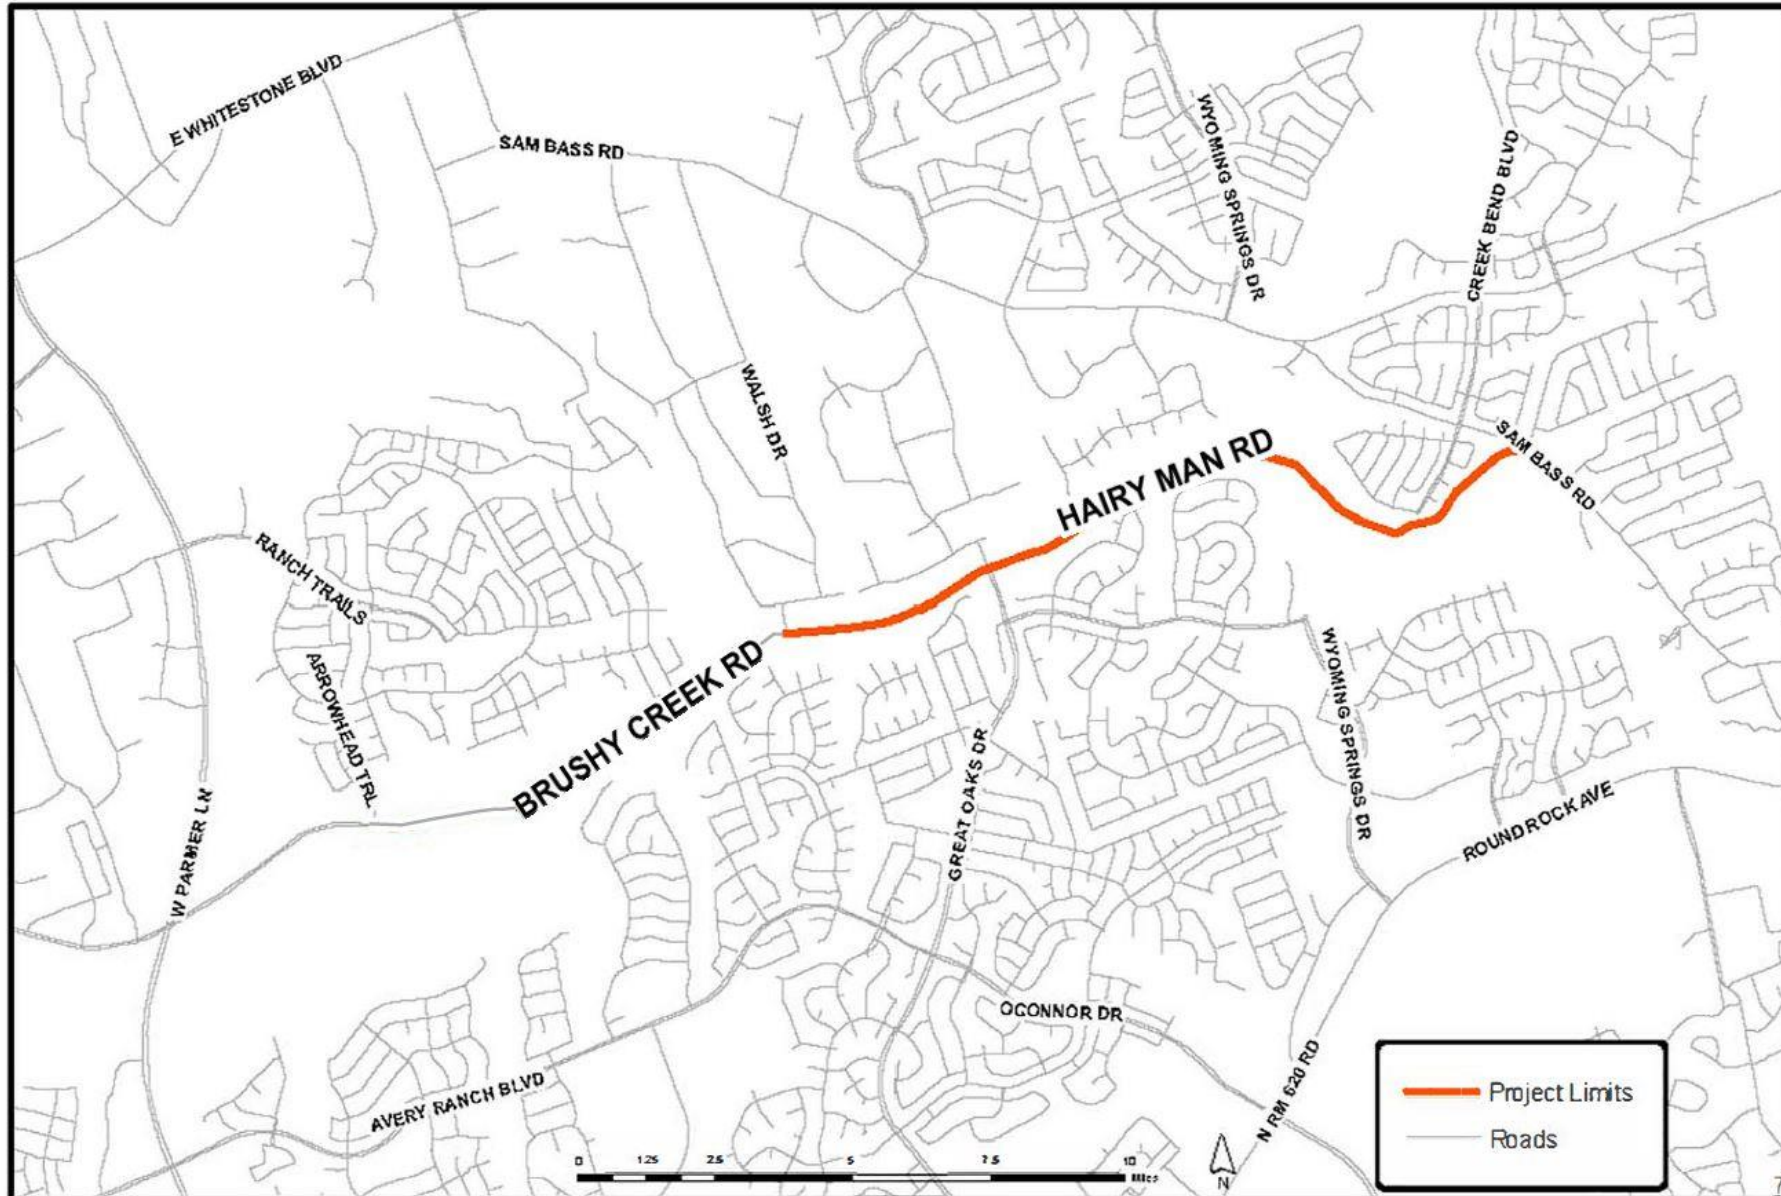 E WHITESTONE BLVD
SAM BASS RD
WYOMING SPRINGS DR
CREEK BEND BLVD
WALSH DR
HAIRY MAN RD
SAM BASS RD
RANCH TRAILS
ARROWHEAD TRL
BRUSHY CREEK RD
WYOMING SPRINGS DR
GREAT OAKS DR
W PARMER LN
ROUND ROCK AVE
OCONNOR DR
AVERY RANCH BLVD
N RM 620 RD
Project Limits
Roads
0 1.25 2.5 5 7.5 10
Miles
N